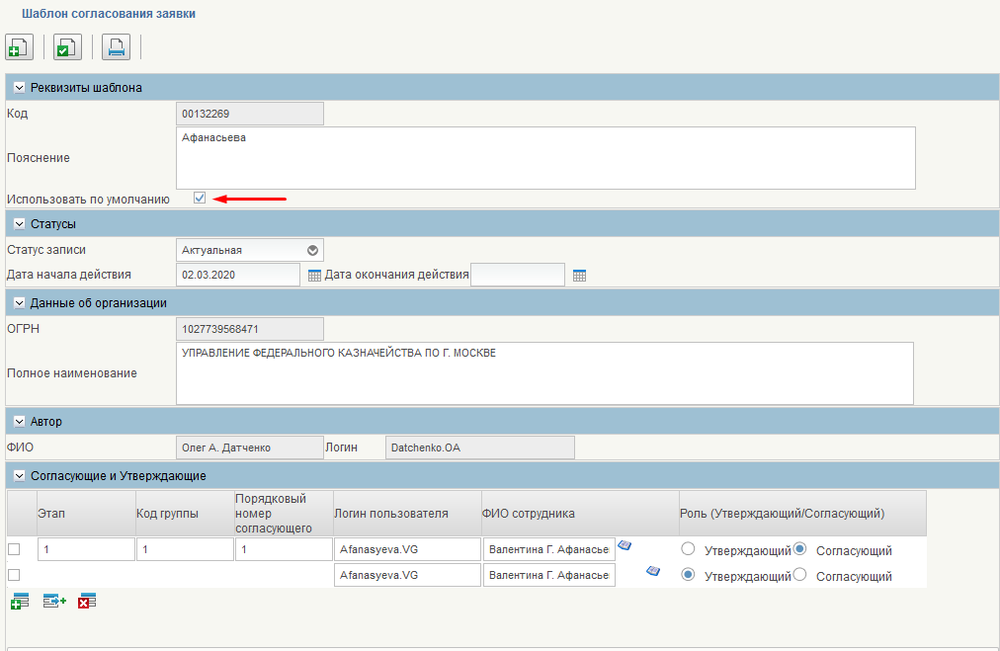 Шаблон согласования заявки
Реквизиты шаблона
Код 00132269
Афанасьева
Пояснение
Использовать по умолчанию
Статусы
Статус записи Актуальная
Дата начала действия 02.03.2020 Дата окончания действия
Данные об организации
ОГРН 1027739568471
УПРАВЛЕНИЕ ФЕДЕРАЛЬНОГО КАЗНАЧЕЙСТВА ПО Г. МОСКВЕ
Полное наименование
Автор
ФИО Олег А. Датченко Логин Datchenko.OA
Согласующие и Утверждающие
Этап Код группы Порядковый номер согласующего Логин пользователя ФИО сотрудника Роль (Утверждающий/Согласующий)
1 1 1 Afanasyeva.VG Валентина Г. Афанасье Утверждающий Согласующий
Afanasyeva.VG Валентина Г. Афанасье Утверждающий Согласующий